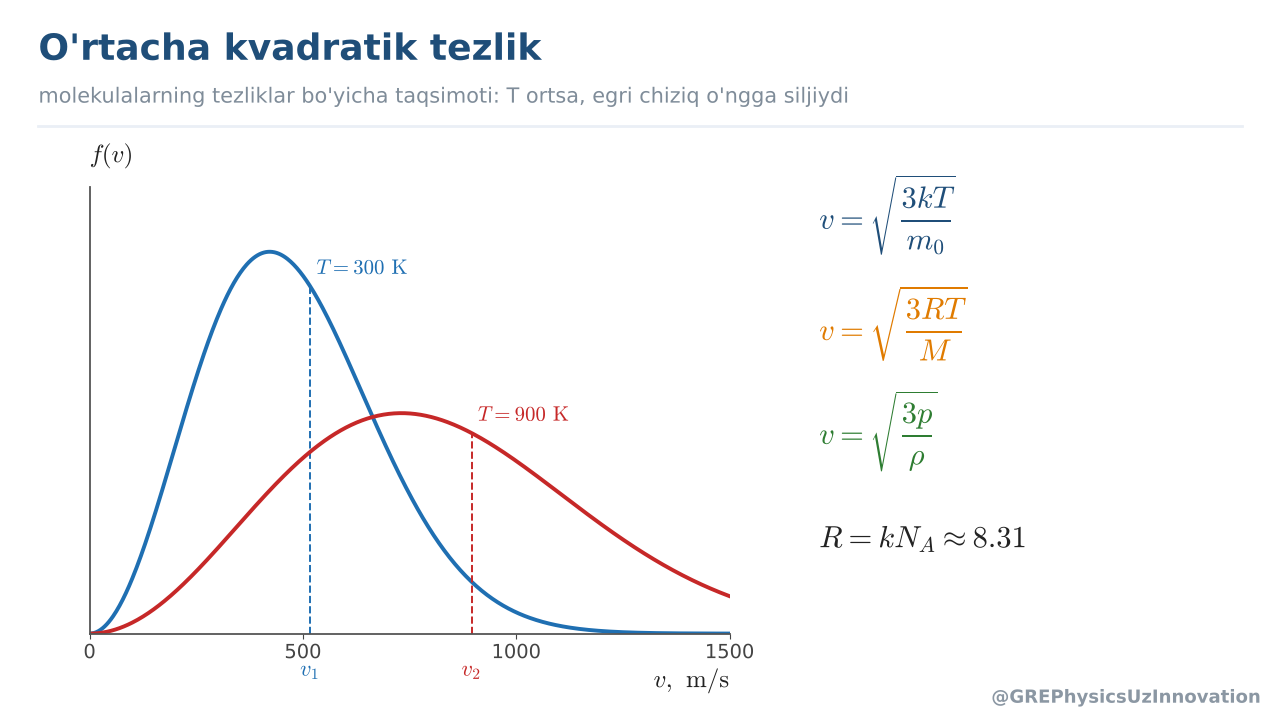 O'rtacha kvadratik tezlik
molekulalarning tezliklar bo'yicha taqsimoti: T ortsa, egri chiziq o'ngga siljiydi
f(v)
T = 300 K
T = 900 K
0 500 1000 1500
v₁ v₂
v, m/s
v = √(3kT/m₀)
v = √(3RT/M)
v = √(3p/ρ)
R = kN_A ≈ 8.31
@GREPhysicsUzInnovation